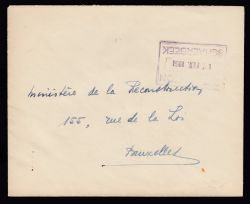 SCHAERBEEK
Ministère de la Reconstruction
155, rue de la Loi
Bruxelles